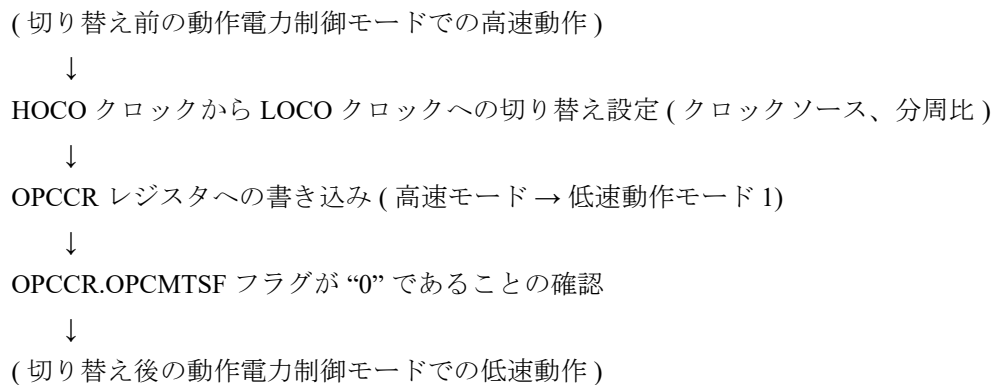 ( 切り替え前の動作電力制御モードでの高速動作 )
↓
HOCO クロックから LOCO クロックへの切り替え設定 ( クロックソース、分周比 )
↓
OPCCR レジスタへの書き込み ( 高速モード → 低速動作モード 1)
↓
OPCCR.OPCMTSF フラグが “0” であることの確認
↓
( 切り替え後の動作電力制御モードでの低速動作 )